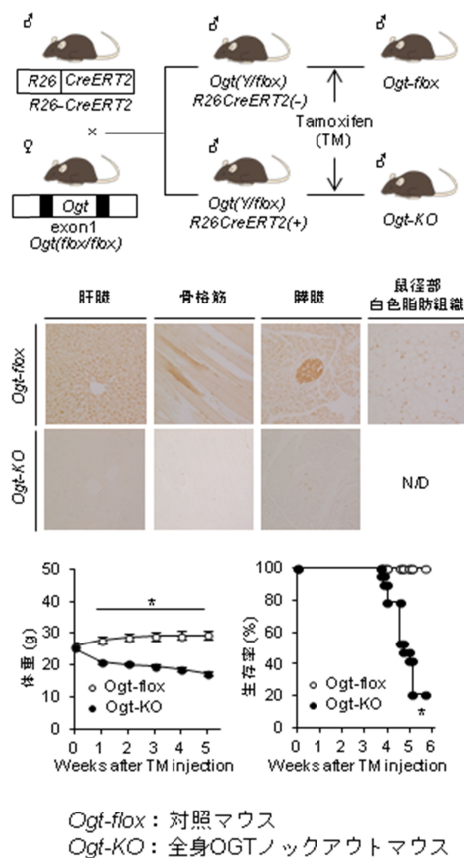 ♂
R26 CreERT2
R26-CreERT2
×
♀
Ogt
exon1
Ogt(flox/flox)
♂
Ogt(Y/flox)
R26CreERT2(-)
♂
Ogt-flox
Tamoxifen
(TM)
♂
Ogt(Y/flox)
R26CreERT2(+)
♂
Ogt-KO
肝臓 骨格筋 膵臓 鼠径部
白色脂肪組織
Ogt-flox
Ogt-KO
N/D
体重(g)
50
40
30
20
10
0
*
Ogt-flox
Ogt-KO
0 1 2 3 4 5
Weeks after TM injection
生存率(%)
100
80
60
40
20
0
Ogt-flox
Ogt-KO
*
0 1 2 3 4 5 6
Weeks after TM injection
Ogt-flox : 対照マウス
Ogt-KO : 全身OGTノックアウトマウス